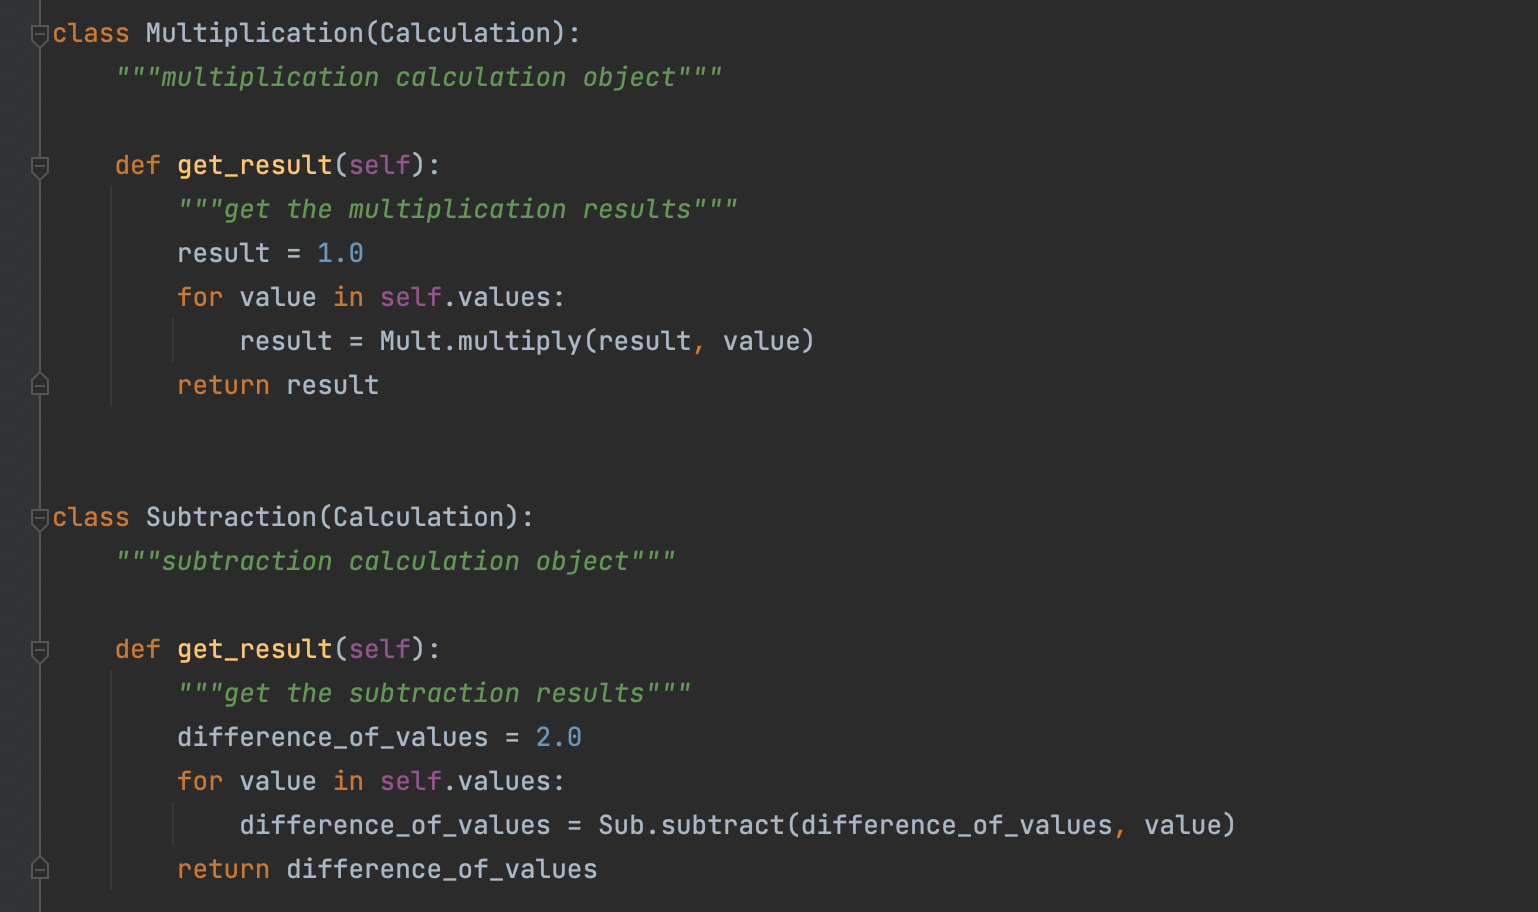 class Multiplication(Calculation):
    """multiplication calculation object"""
    def get_result(self):
        """get the multiplication results"""
        result = 1.0
        for value in self.values:
            result = Mult.multiply(result, value)
        return result
class Subtraction(Calculation):
    """subtraction calculation object"""
    def get_result(self):
        """get the subtraction results"""
        difference_of_values = 2.0
        for value in self.values:
            difference_of_values = Sub.subtract(difference_of_values, value)
        return difference_of_values